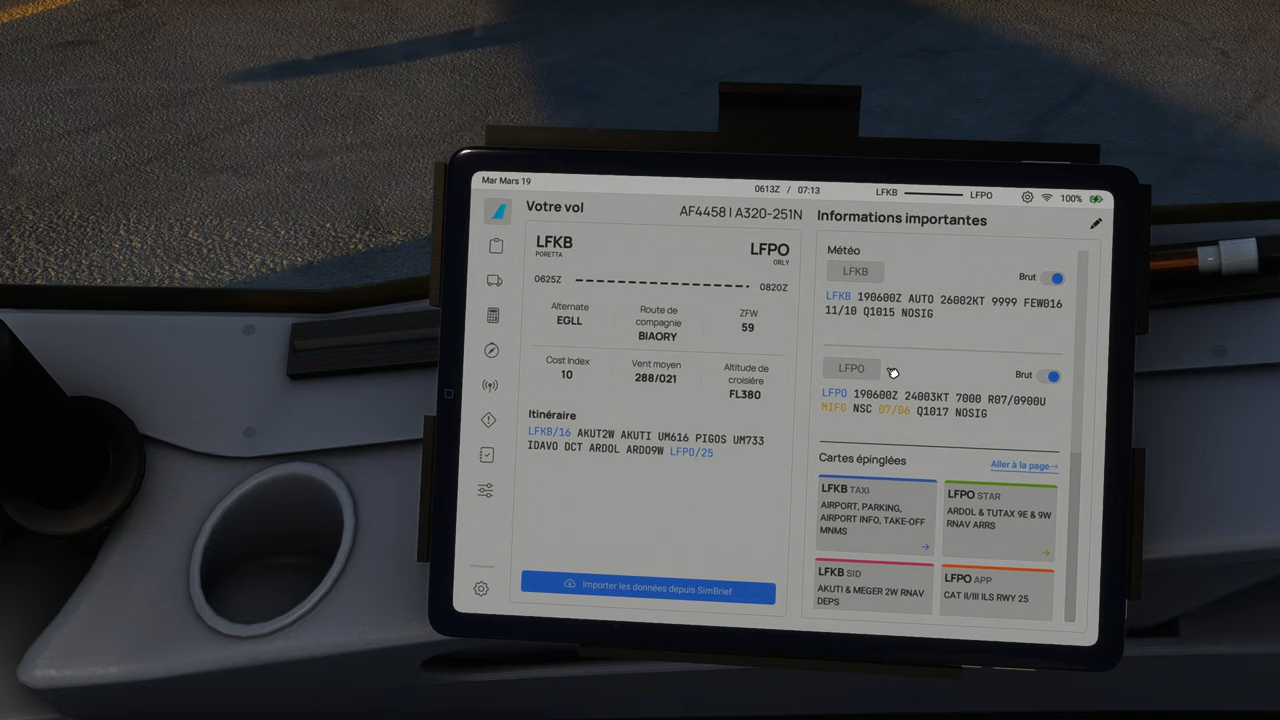 Mar Mars 19
0613Z / 07:13
LFKB LFPO
100%
Votre vol
AF4458 | A320-251N
LFKB
PORETTA
LFPO
ORLY
0625Z
0820Z
Alternate
EGLL
Route de
compagnie
BIAORY
ZFW
59
Cost Index
10
Vent moyen
288/021
Altitude de
croisière
FL380
Itinéraire
LFKB/16 AKUT2W AKUTI UM616 PIGOS UM733
IDAVO DCT ARDOL ARDO9W LFPO/25
Importer les données depuis SimBrief
Informations importantes
Météo
LFKB
Brut
LFKB 190600Z AUTO 26002KT 9999 FEW016
11/10 Q1015 NOSIG
LFPO
Brut
LFPO 190600Z 24003KT 7000 R07/0900U
MIFG NSC 07/06 Q1017 NOSIG
Cartes épinglées
Aller à la page→
LFKB TAXI
AIRPORT, PARKING,
AIRPORT INFO, TAKE-OFF
MNMS
LFPO STAR
ARDOL & TUTAX 9E & 9W
RNAV ARRS
LFKB SID
AKUTI & MEGER 2W RNAV
DEPS
LFPO APP
CAT II/III ILS RWY 25